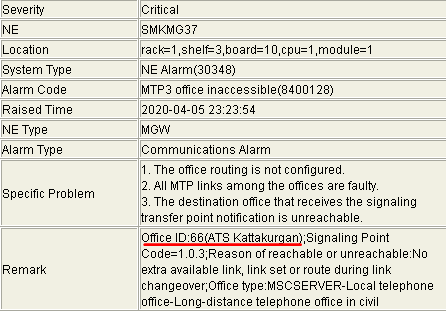 Severity Critical
NE SMKMG37
Location rack=1,shelf=3,board=10,cpu=1,module=1
System Type NE Alarm(30348)
Alarm Code MTP3 office inaccessible(8400128)
Raised Time 2020-04-05 23:23:54
NE Type MGW
Alarm Type Communications Alarm
Specific Problem
1. The office routing is not configured.
2. All MTP links among the offices are faulty.
3. The destination office that receives the signaling
transfer point notification is unreachable.
Remark
Office ID:66(ATS Kattakurgan);Signaling Point
Code=1.0.3;Reason of reachable or unreachable:No
extra available link, link set or route during link
changeover;Office type:MSCSERVER-Local telephone
office-Long-distance telephone office in civil